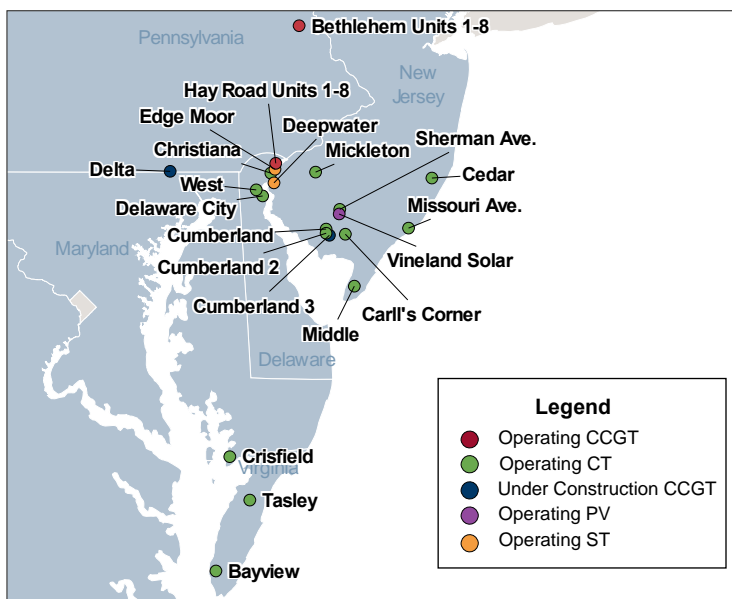 Bethlehem Units 1-8
Pennsylvania
New
Jersey
Hay Road Units 1-8
Edge Moor
Deepwater
Sherman Ave.
Christiana
Mickleton
Delta
Cedar
West
Delaware City
Missouri Ave.
Cumberland
Maryland
Vineland Solar
Cumberland 2
Cumberland 3
Carll's Corner
Middle
Delaware
Legend
Operating CCGT
Operating CT
Under Construction CCGT
Operating PV
Operating ST
Crisfield
Virginia
Tasley
Bayview